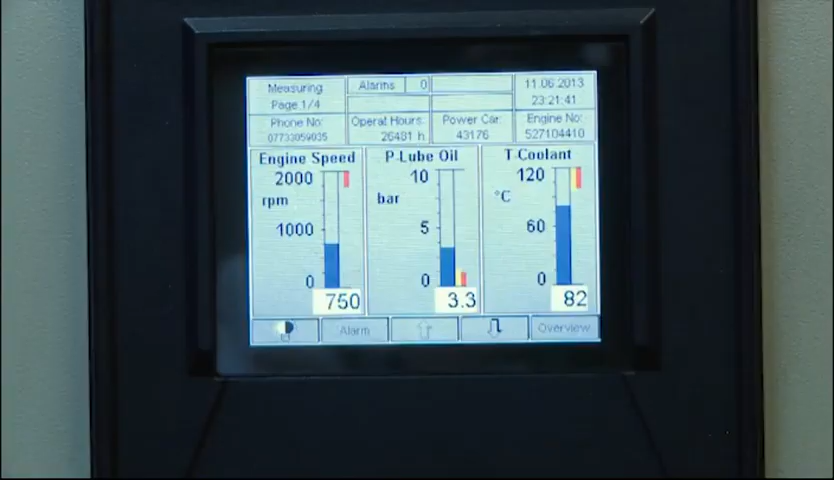 Measuring
Page 1/4
Alarms 0
11.06.2013
23:21:41
Phone No:
07733059035
Operat Hours:
26481 h
Power Car:
43176
Engine No:
527104410
Engine Speed
2000
rpm
1000
0
750
P-Lube Oil
10
bar
5
0
3.3
T-Coolant
120
°C
60
0
82
Alarm
Overview